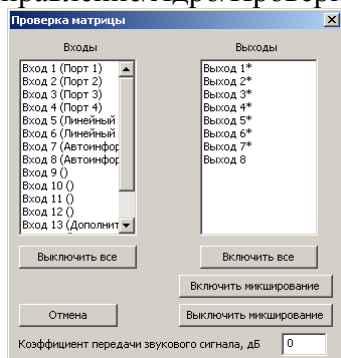 Проверка матрицы
Входы
Выходы
Вход 1 (Порт 1)
Вход 2 (Порт 2)
Вход 3 (Порт 3)
Вход 4 (Порт 4)
Вход 5 (Линейный
Вход 6 (Линейный
Вход 7 (Автоинфор
Вход 8 (Автоинфор
Вход 9 ()
Вход 10 ()
Вход 11 ()
Вход 12 ()
Вход 13 (Дополнит
Выход 1*
Выход 2*
Выход 3*
Выход 4*
Выход 5*
Выход 6*
Выход 7*
Выход 8
Выключить все
Включить все
Включить микширование
Отмена
Выключить микширование
Коэффициент передачи звукового сигнала, дБ
0